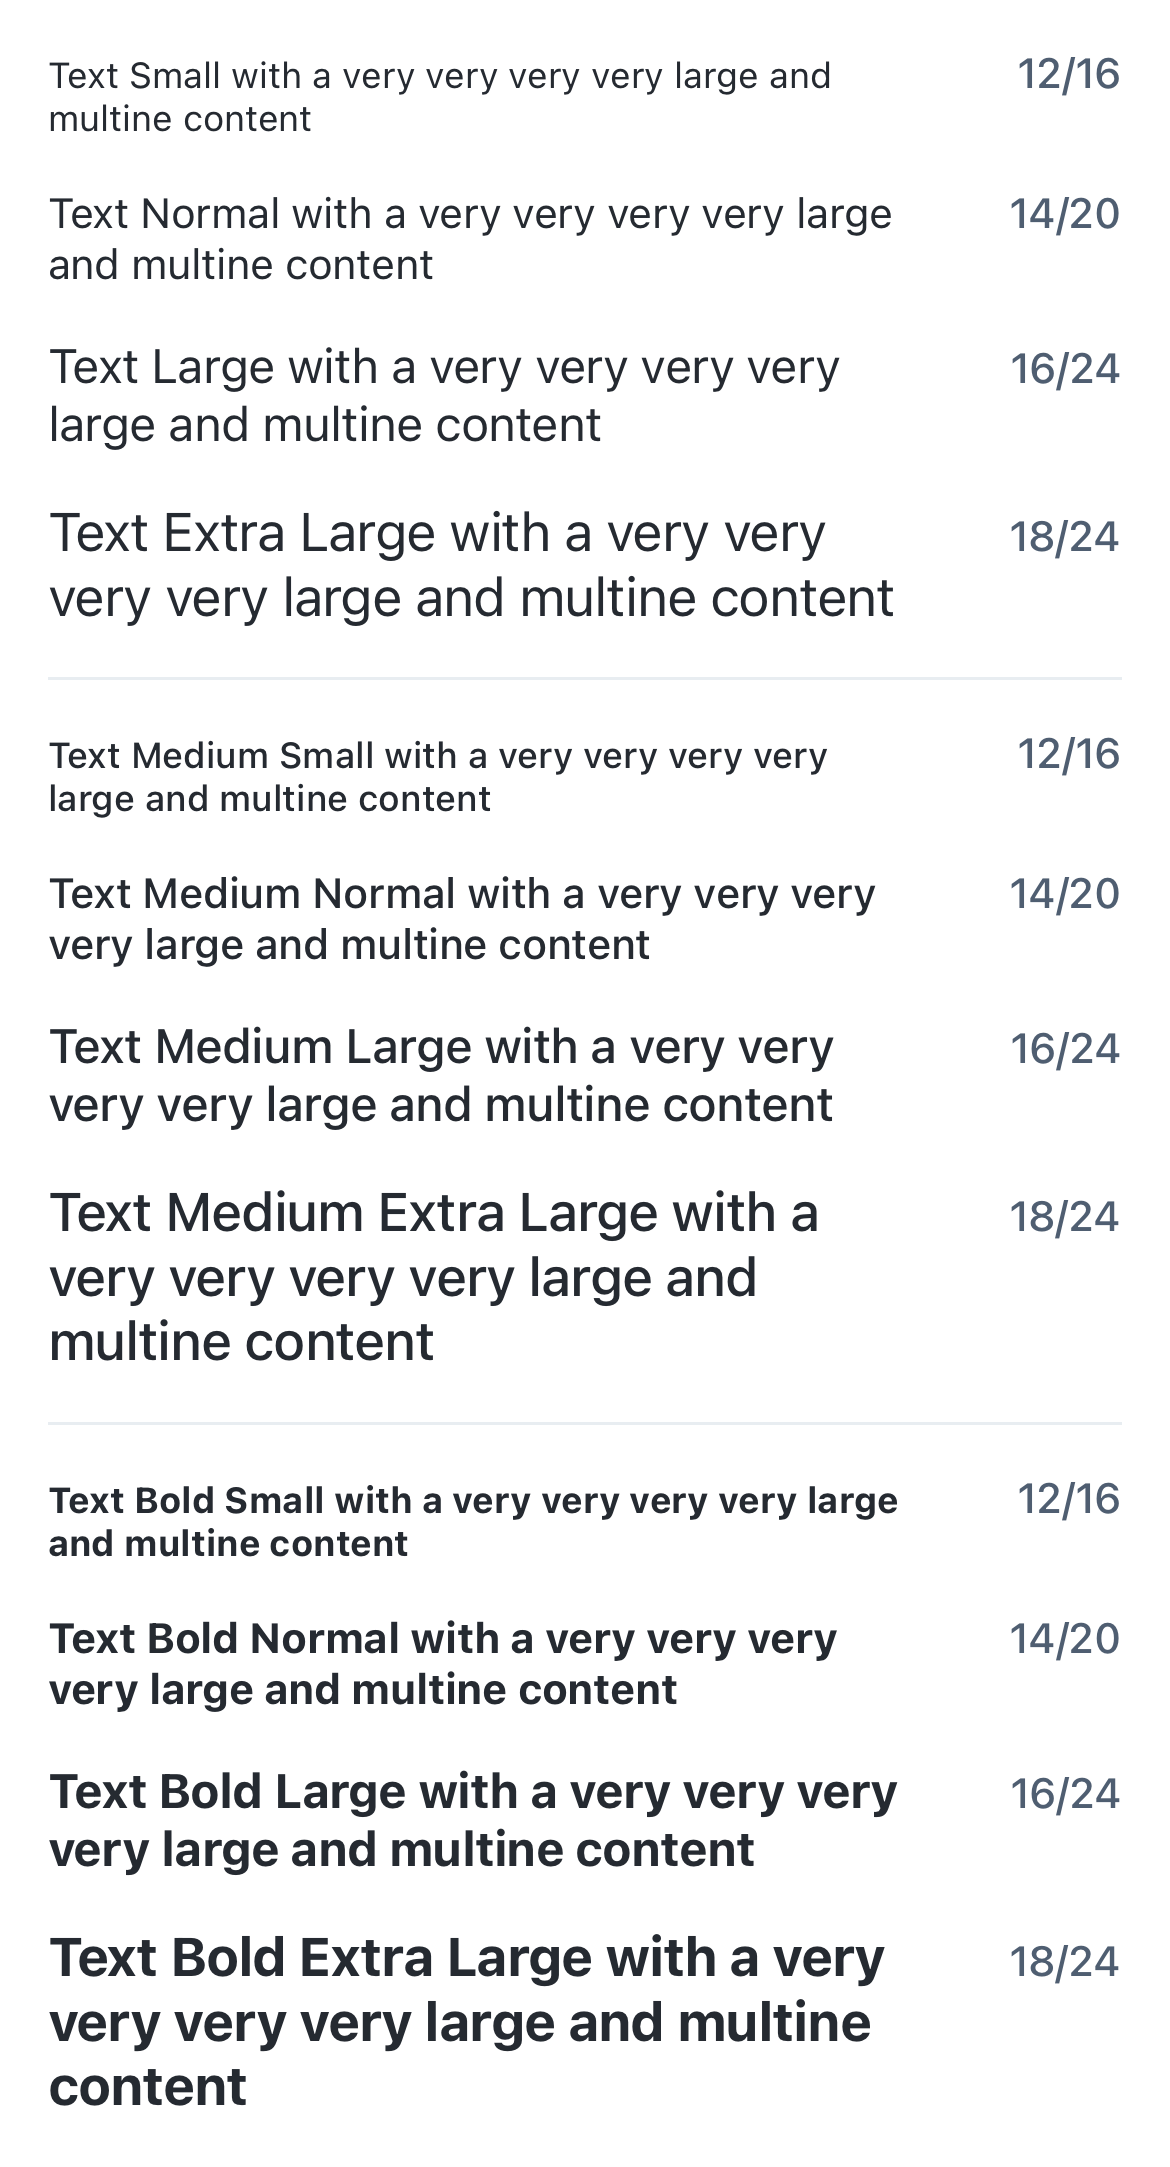 Text Small with a very very very very large and
multine content
12/16
Text Normal with a very very very very large
and multine content
14/20
Text Large with a very very very very
large and multine content
16/24
Text Extra Large with a very very
very very large and multine content
18/24
Text Medium Small with a very very very very
large and multine content
12/16
Text Medium Normal with a very very very
very large and multine content
14/20
Text Medium Large with a very very
very very large and multine content
16/24
Text Medium Extra Large with a
very very very very large and
multine content
18/24
Text Bold Small with a very very very very large
and multine content
12/16
Text Bold Normal with a very very very
very large and multine content
14/20
Text Bold Large with a very very very
very large and multine content
16/24
Text Bold Extra Large with a very
very very very large and multine
content
18/24